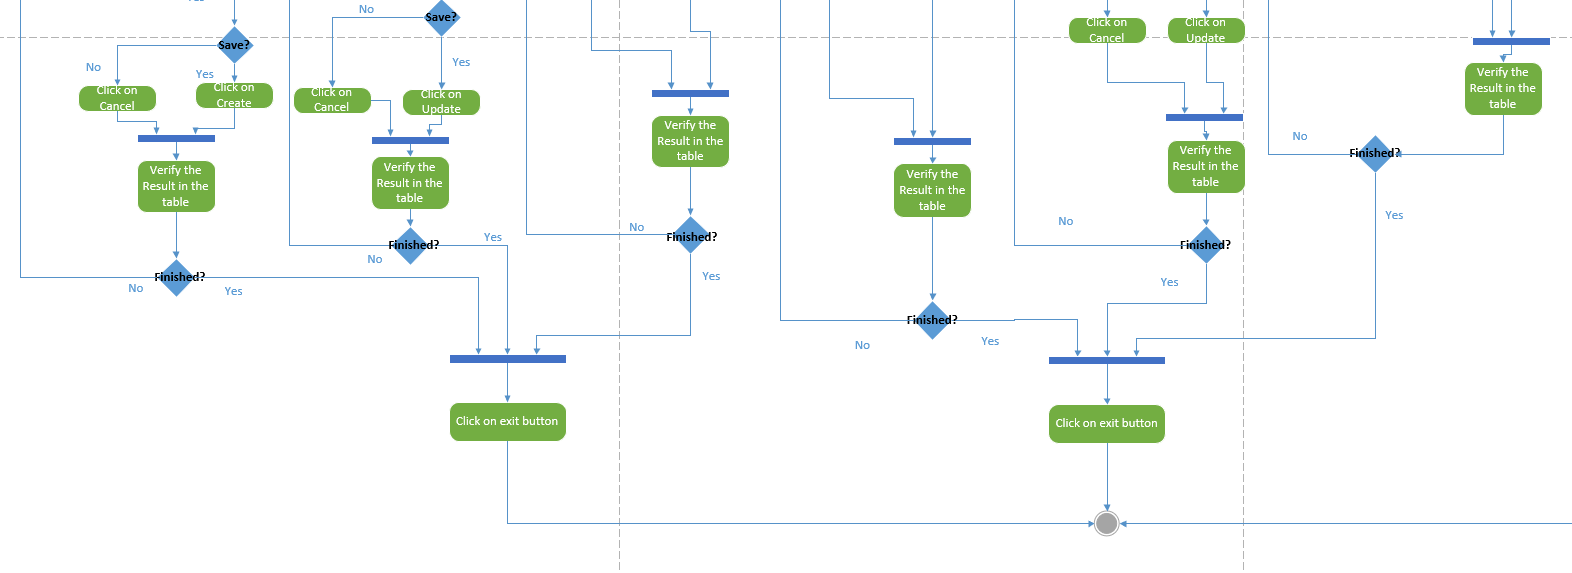 Yes
No
Save?
Click on
Cancel
Click on
Update
Save?
No
Yes
Yes
Click on
Cancel
Click on
Create
Click on
Cancel
Click on
Update
Verify the
Result in the
table
Verify the
Result in the
table
Verify the
Result in the
table
Verify the
Result in the
table
Verify the
Result in the
table
Verify the
Result in the
table
No
Finished?
Yes
No
Finished?
Yes
No
Finished?
Yes
No
Finished?
Yes
No
Finished?
Yes
No
Finished?
Yes
Click on exit button
Click on exit button